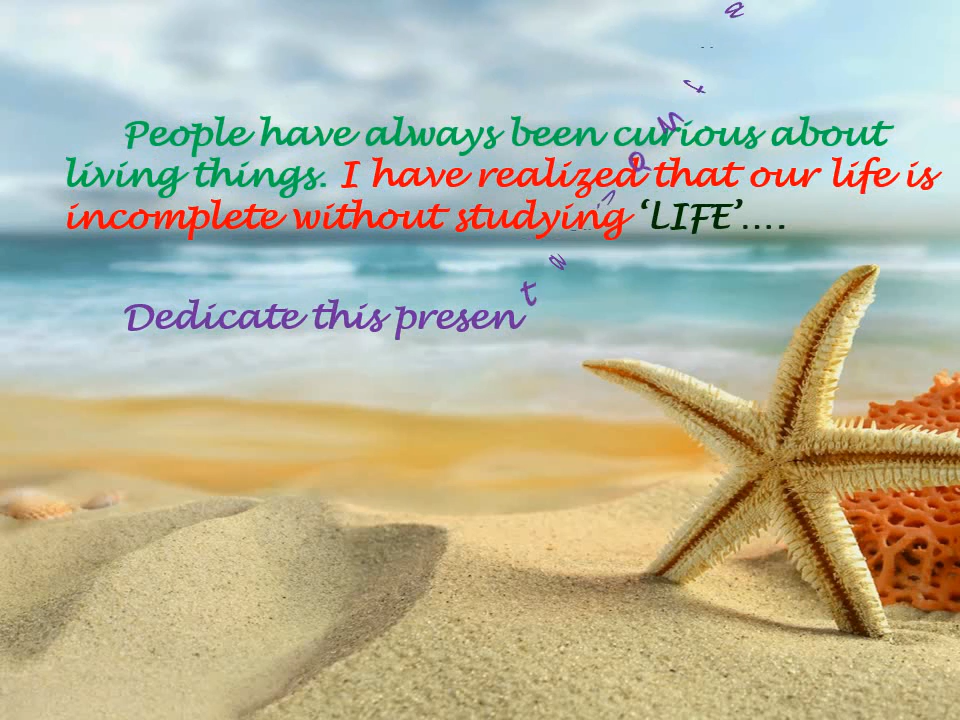 People have always been curious about
living things. I have realized that our life is
incomplete without studying ‘LIFE’....
Dedicate this present